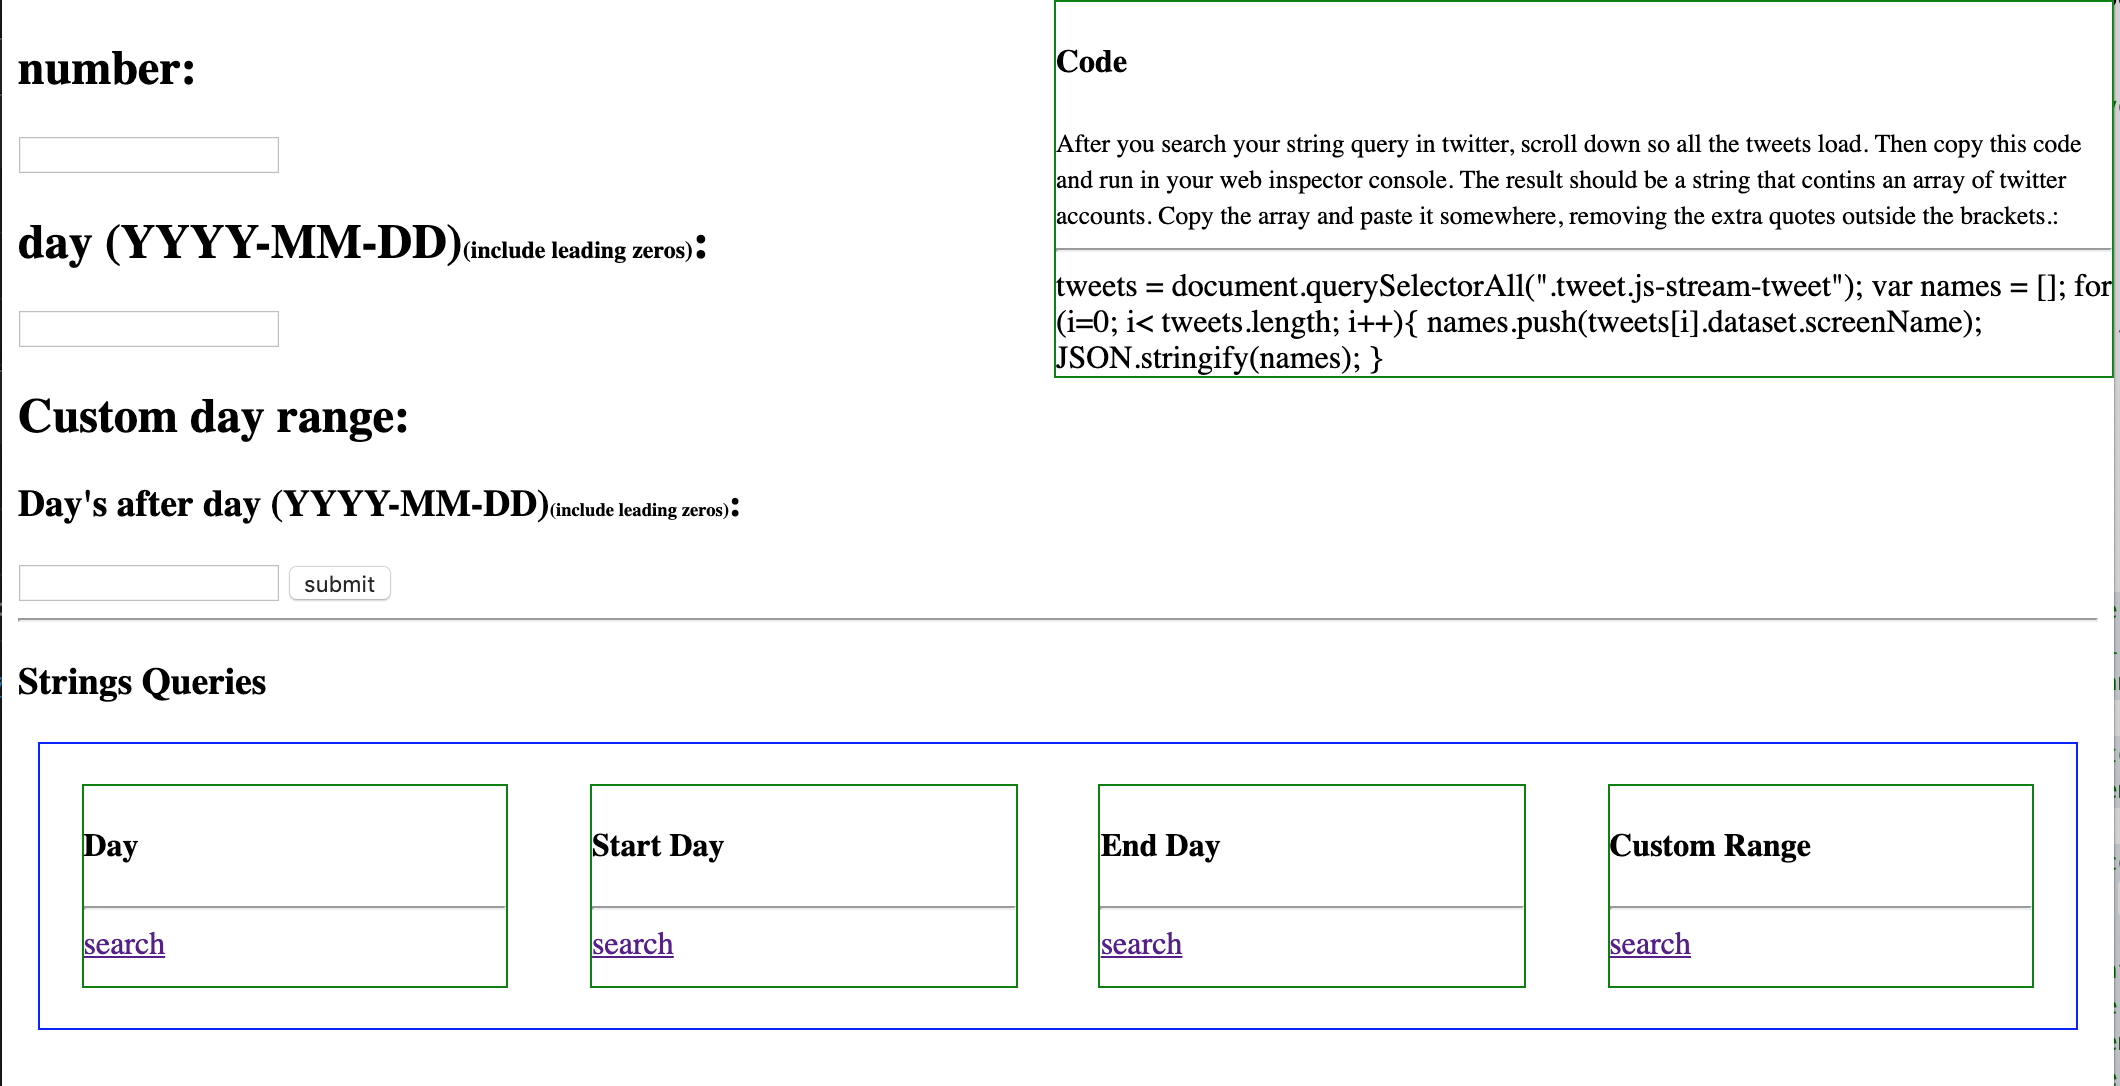 number:
day (YYYY-MM-DD)(include leading zeros):
Custom day range:
Day's after day (YYYY-MM-DD)(include leading zeros):
submit
Code
After you search your string query in twitter, scroll down so all the tweets load. Then copy this code
and run in your web inspector console. The result should be a string that contins an array of twitter
accounts. Copy the array and paste it somewhere, removing the extra quotes outside the brackets.:
tweets = document.querySelectorAll(".tweet.js-stream-tweet"); var names = []; for
(i=0; i< tweets.length; i++){ names.push(tweets[i].dataset.screenName);
JSON.stringify(names); }
Strings Queries
Day
search
Start Day
search
End Day
search
Custom Range
search